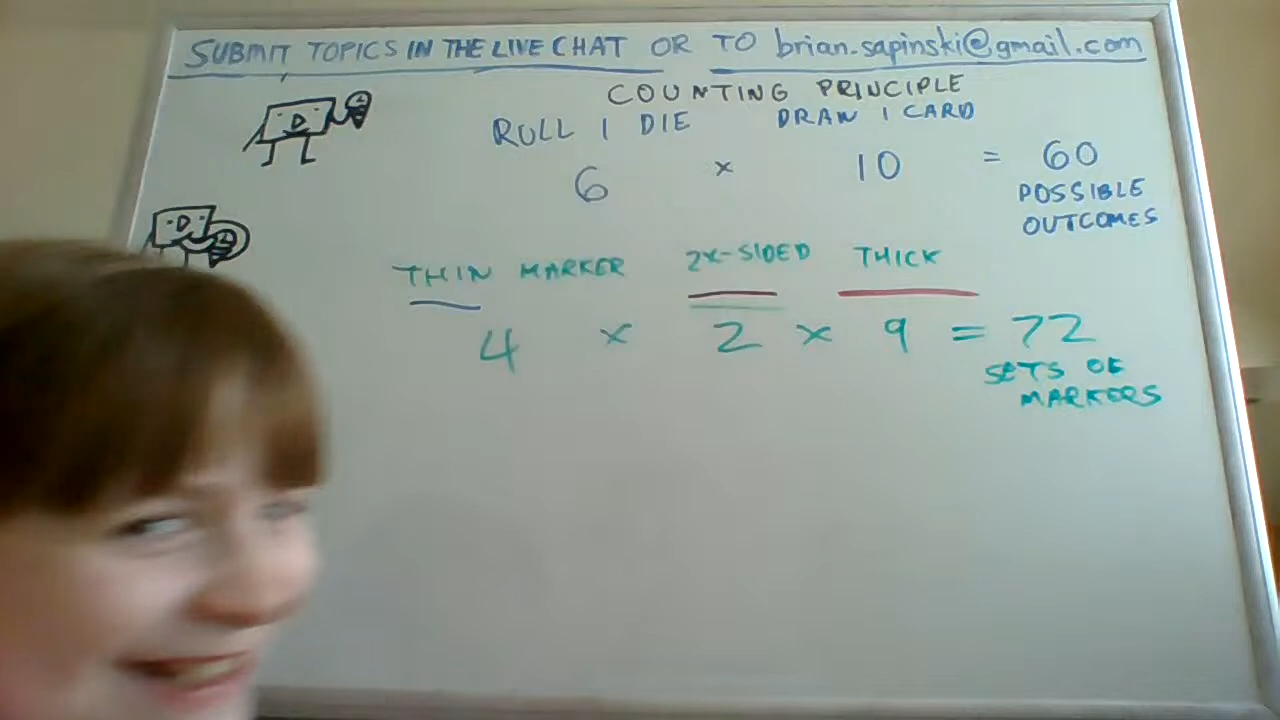 SUBMIT TOPICS IN THE LIVE CHAT OR TO brian.sapinski@gmail.com
COUNTING PRINCIPLE
RULL 1 DIE DRAW 1 CARD
6 x 10 = 60
POSSIBLE
OUTCOMES
THIN MARKER 2X-SIDED THICK
4 x 2 x 9 = 72
SETS OF
MARKERS
D
D